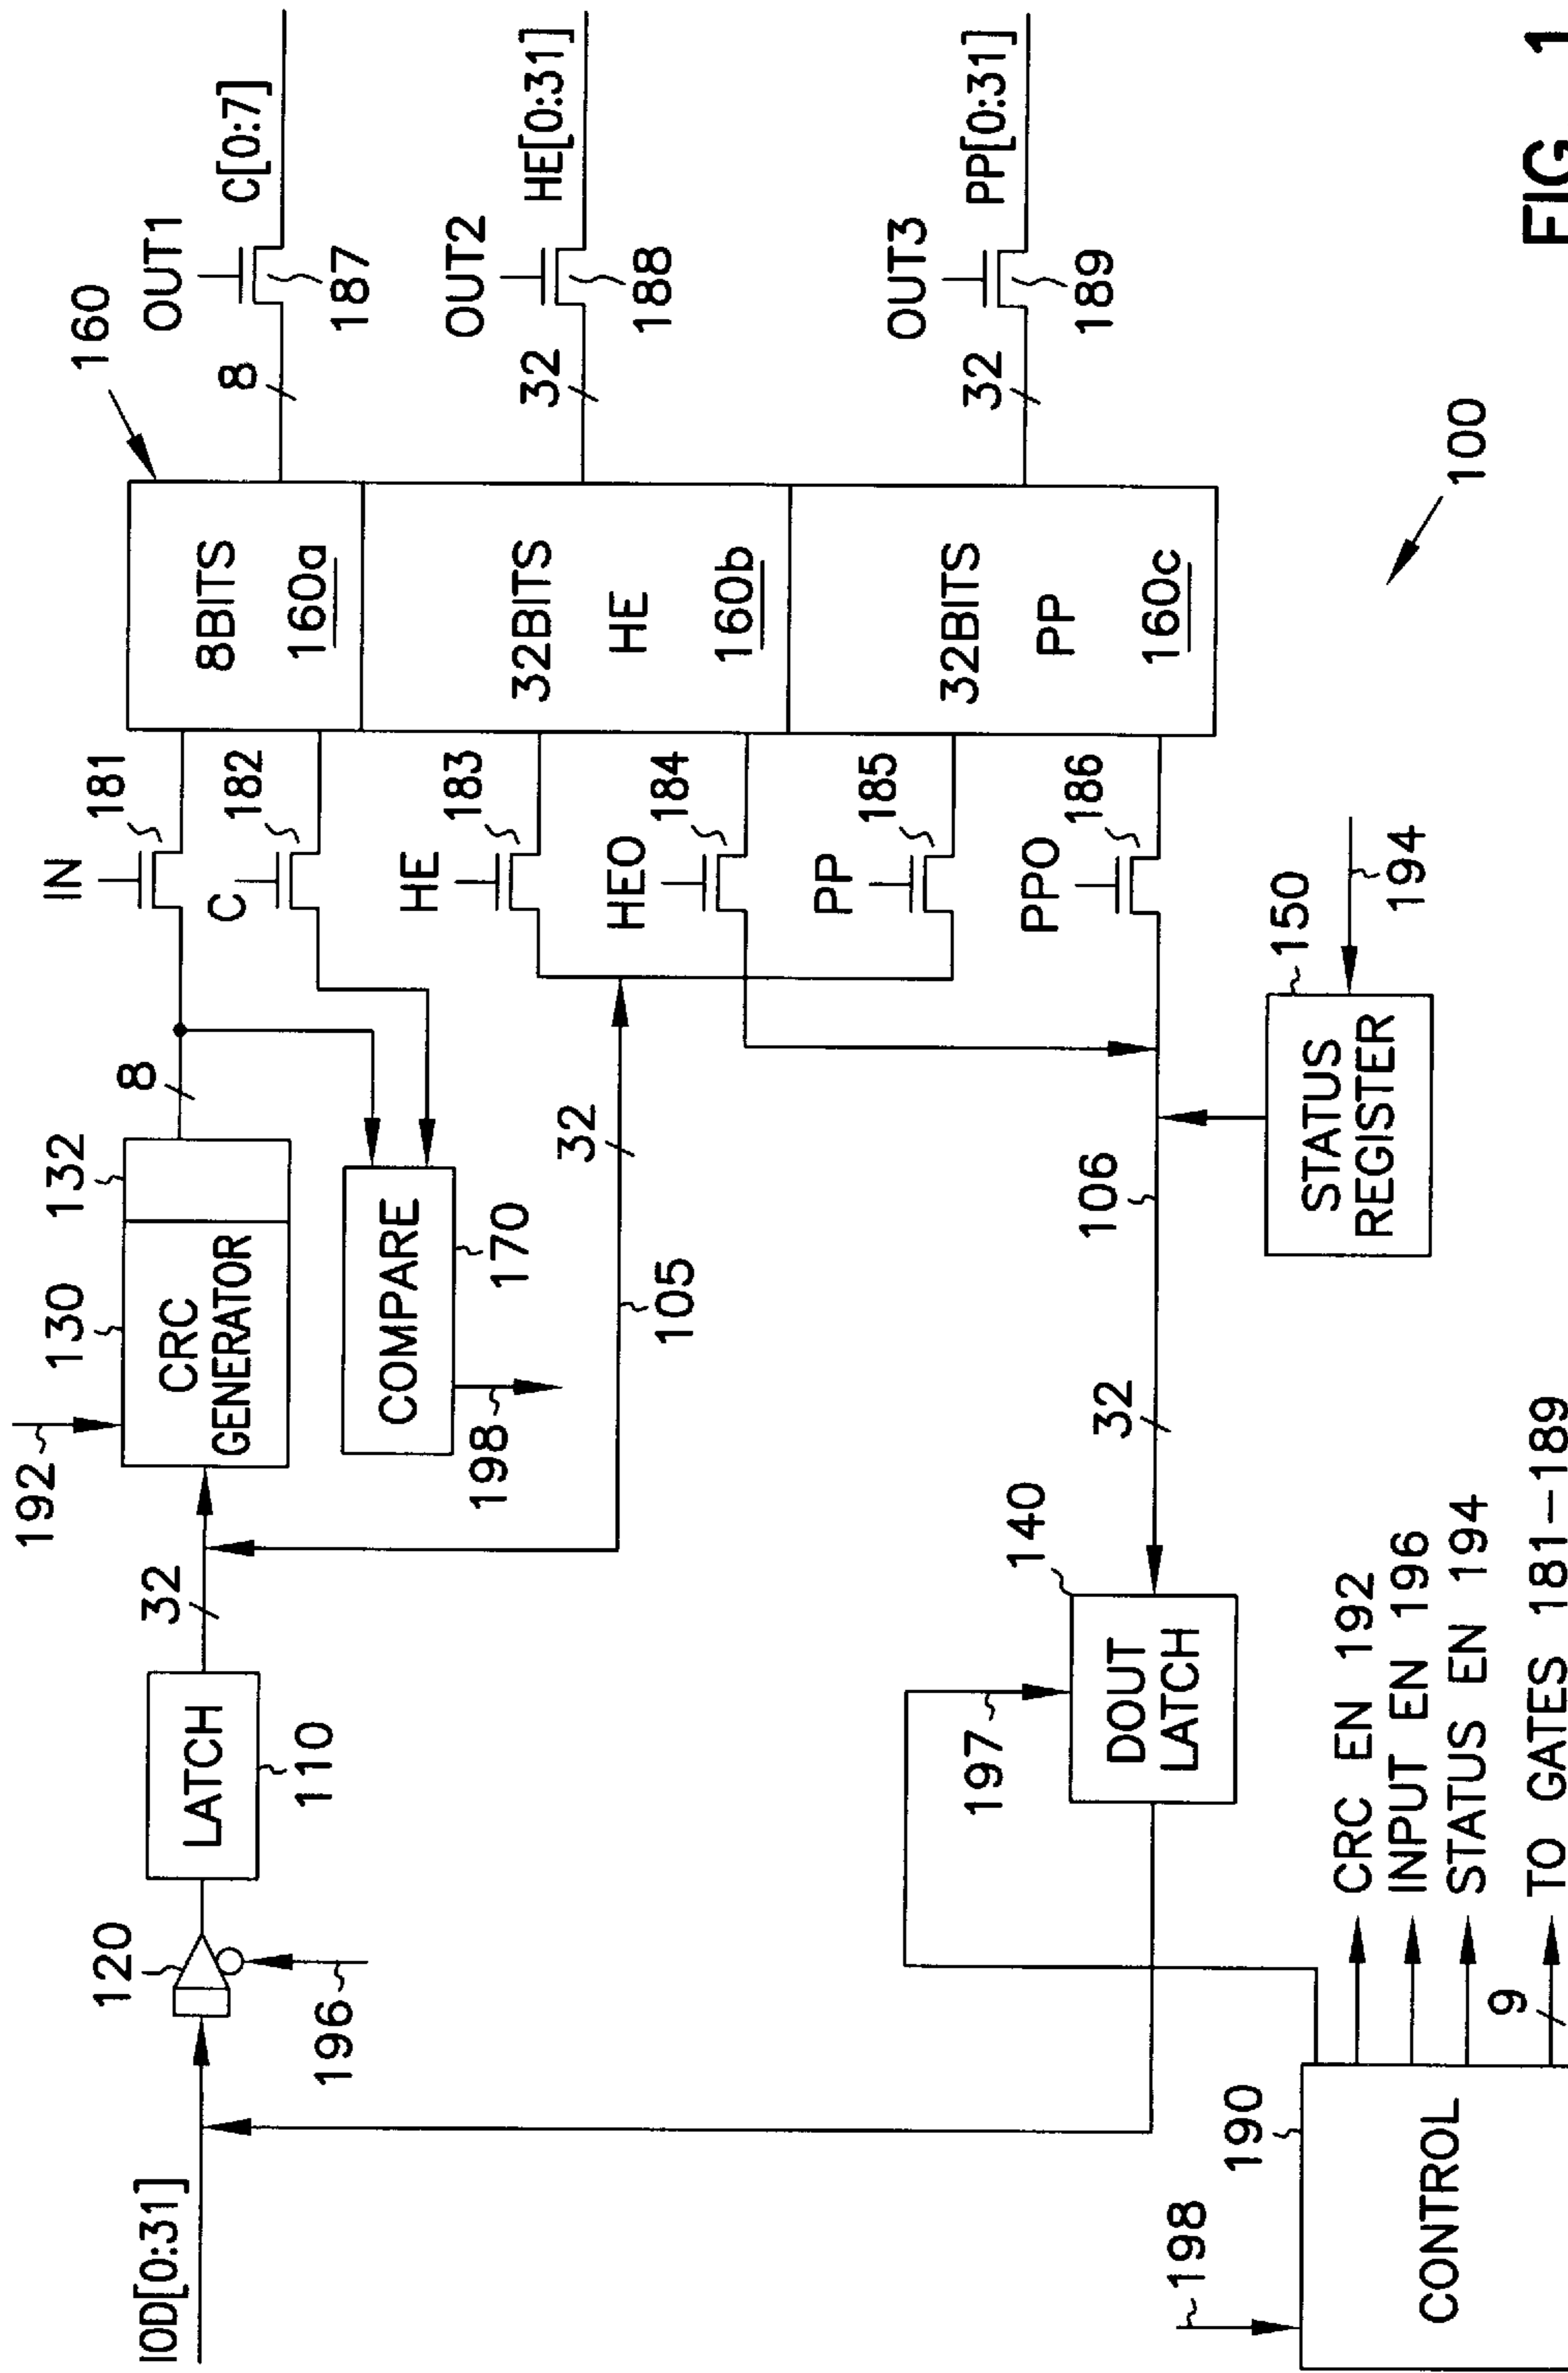 IOD[0:31]
120
196
LATCH
110
32
192
130
132
CRC
GENERATOR
8
COMPARE
170
198
105
32
IN
181
C
182
HE
183
HEO
184
PP
185
PPO
186
160
8BITS
160a
32BITS
HE
160b
32BITS
PP
160c
OUT1
8
187
C[0:7]
OUT2
32
188
HE[0:31]
OUT3
32
189
PP[0:31]
106
32
140
DOUT
LATCH
197
150
STATUS
REGISTER
194
198
190
CONTROL
CRC EN 192
INPUT EN 196
STATUS EN 194
9
TO GATES 181-189
100
FIG 1